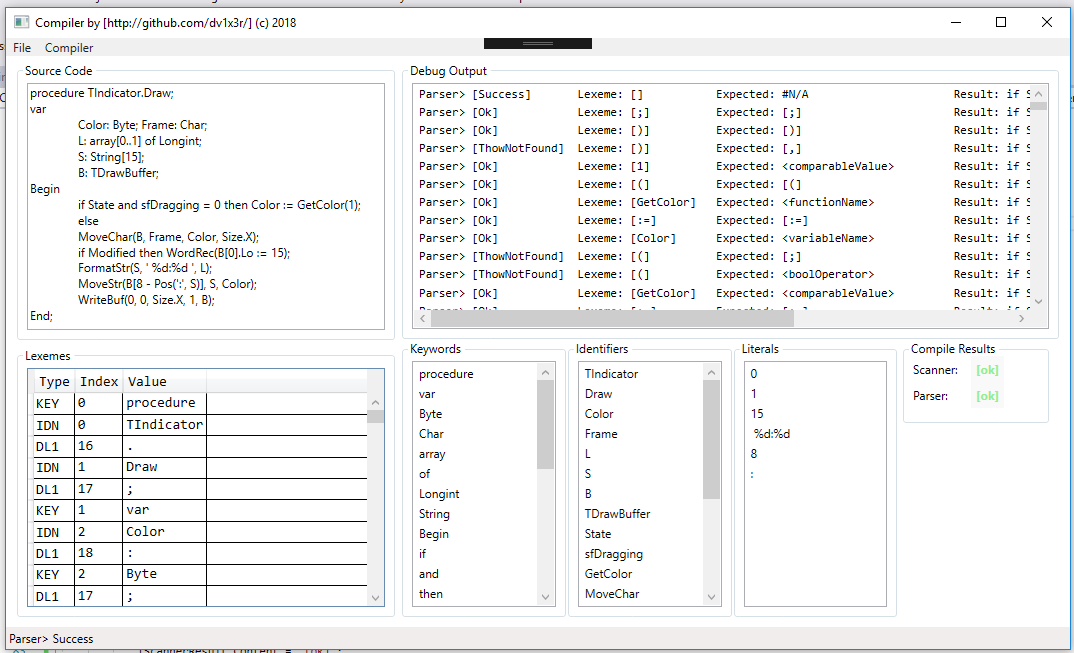 Compiler by [http://github.com/dv1x3r/] (c) 2018
File Compiler
Source Code
procedure TIndicator.Draw;
var
Color: Byte; Frame: Char;
L: array[0..1] of Longint;
S: String[15];
B: TDrawBuffer;
Begin
if State and sfDragging = 0 then Color := GetColor(1);
else
MoveChar(B, Frame, Color, Size.X);
if Modified then WordRec(B[0].Lo := 15);
FormatStr(S, ' %d:%d ', L);
MoveStr(B[8 - Pos(':', S)], S, Color);
WriteBuf(0, 0, Size.X, 1, B);
End;
Debug Output
Parser> [Success] Lexeme: [] Expected: #N/A Result: if S
Parser> [Ok] Lexeme: [;] Expected: [;] Result: if S
Parser> [Ok] Lexeme: [)] Expected: [)] Result: if S
Parser> [ThowNotFound] Lexeme: [)] Expected: [,] Result: if S
Parser> [Ok] Lexeme: [1] Expected: <comparableValue> Result: if S
Parser> [Ok] Lexeme: [(] Expected: [(] Result: if S
Parser> [Ok] Lexeme: [GetColor] Expected: <functionName> Result: if S
Parser> [Ok] Lexeme: [:=] Expected: [:=] Result: if S
Parser> [Ok] Lexeme: [Color] Expected: <variableName> Result: if S
Parser> [ThowNotFound] Lexeme: [(] Expected: [;] Result: if S
Parser> [ThowNotFound] Lexeme: [(] Expected: <boolOperator> Result: if S
Parser> [Ok] Lexeme: [GetColor] Expected: <comparableValue> Result: if S
Lexemes
Type Index Value
KEY 0 procedure
IDN 0 TIndicator
DL1 16 .
IDN 1 Draw
DL1 17 ;
KEY 1 var
IDN 2 Color
DL1 18 :
KEY 2 Byte
DL1 17 ;
Keywords
procedure
var
Byte
Char
array
of
Longint
String
Begin
if
and
then
Identifiers
TIndicator
Draw
Color
Frame
L
S
B
TDrawBuffer
State
sfDragging
GetColor
MoveChar
Literals
0
1
15
%d:%d
8
:
Compile Results
Scanner: [ok]
Parser: [ok]
Parser> Success